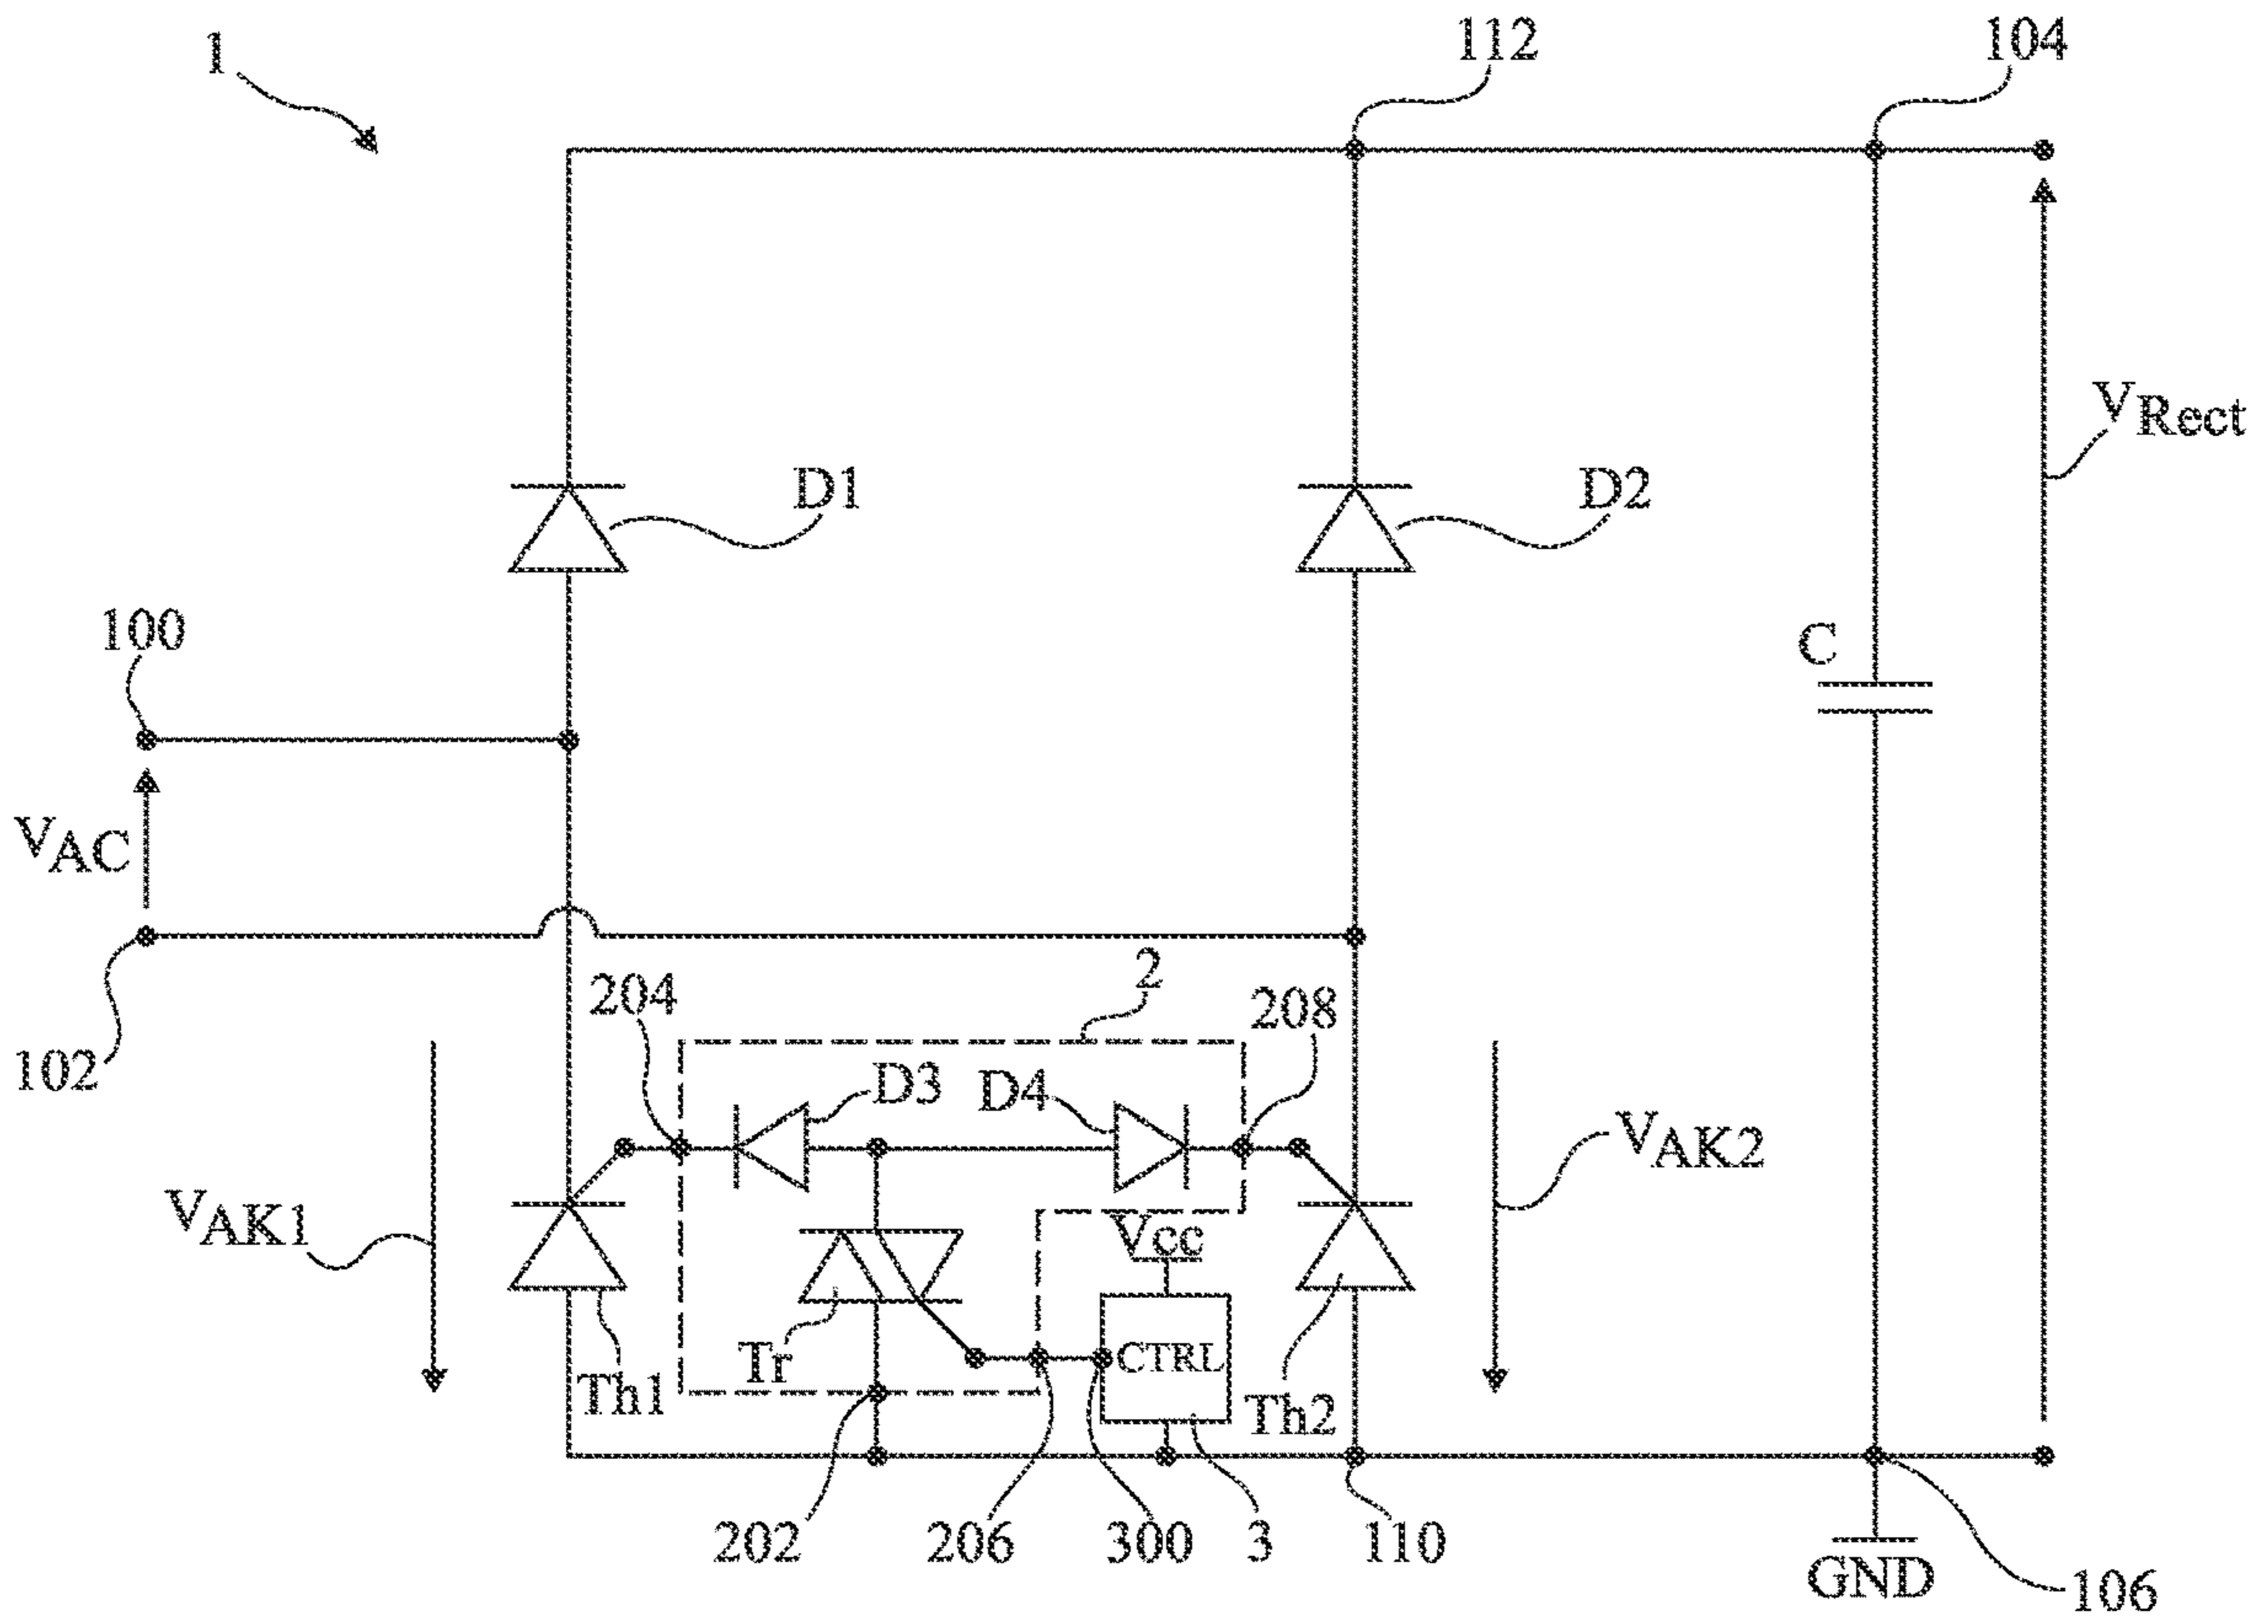 1
112
104
D1
D2
VRect
100
C
VAC
102
204
2
208
D3
D4
VAK1
VAK2
Vcc
Tr
CTRL
Th1
Th2
202
206
300
3
110
GND
106